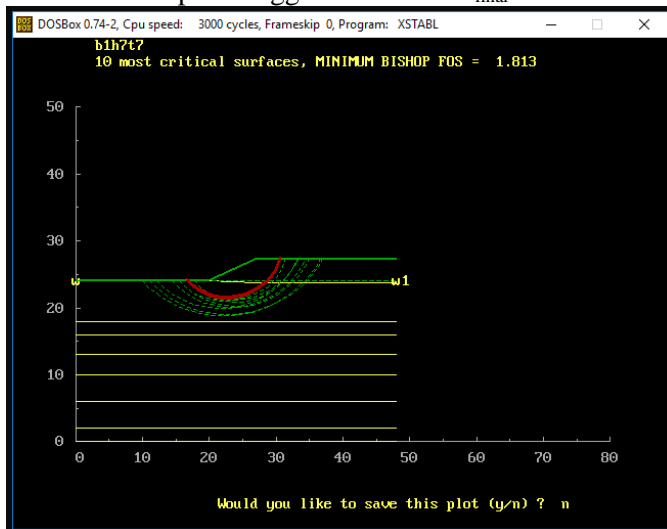 final
DOSBox 0.74-2, Cpu speed: 3000 cycles, Frameskip 0, Program: XSTABL
b1h7t7
10 most critical surfaces, MINIMUM BISHOP FOS = 1.813
50
40
30
w w1
20
10
0
0 10 20 30 40 50 60 70 80
Would you like to save this plot (y/n) ? n